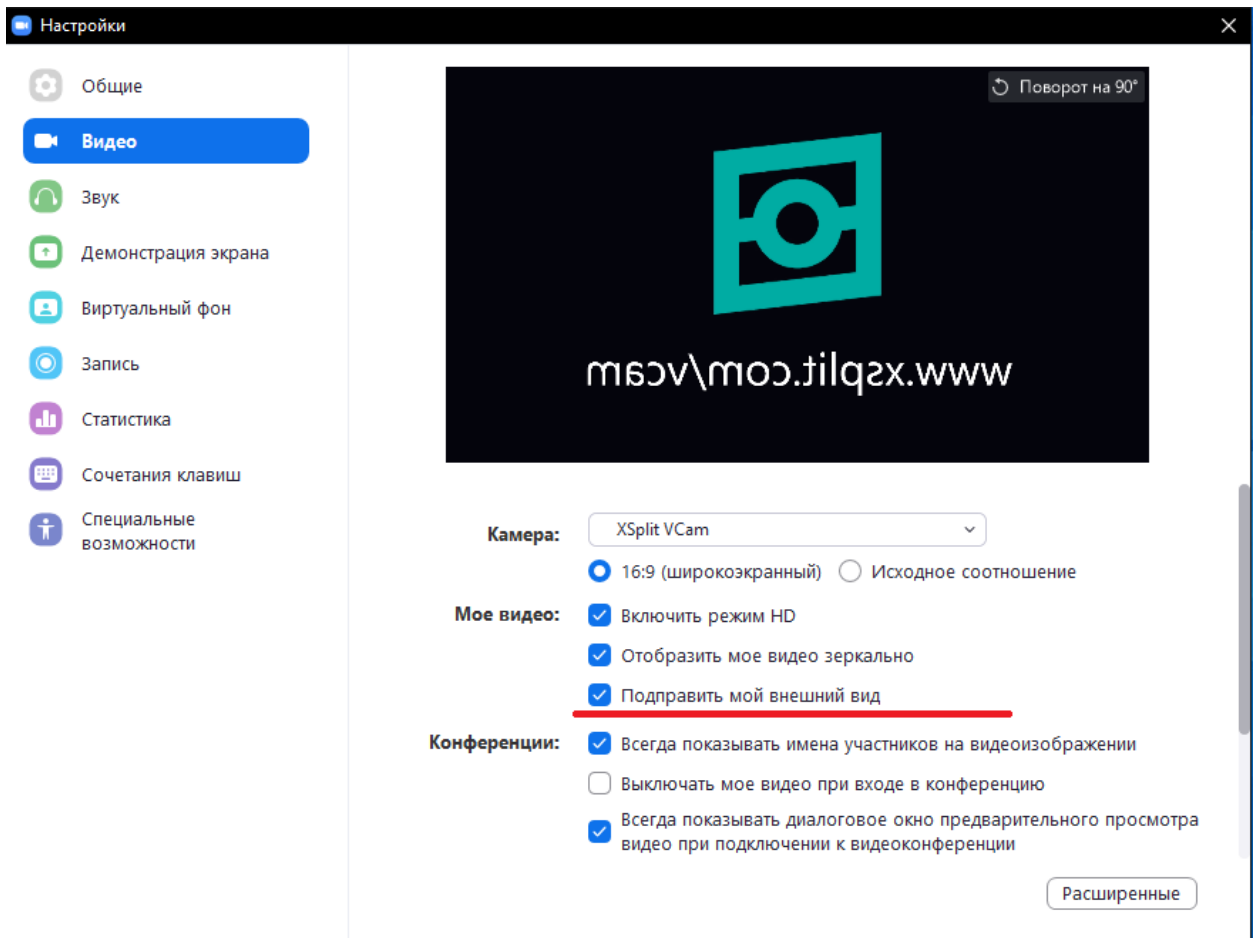 Настройки
Общие
Видео
Звук
Демонстрация экрана
Виртуальный фон
Запись
Статистика
Сочетания клавиш
Специальные
возможности
Поворот на 90°
www.xsplit.com/vcam
Камера:
XSplit VCam
16:9 (широкоэкранный) Исходное соотношение
Мое видео:
Включить режим HD
Отобразить мое видео зеркально
Подправить мой внешний вид
Конференции:
Всегда показывать имена участников на видеоизображении
Выключать мое видео при входе в конференцию
Всегда показывать диалоговое окно предварительного просмотра
видео при подключении к видеоконференции
Расширенные